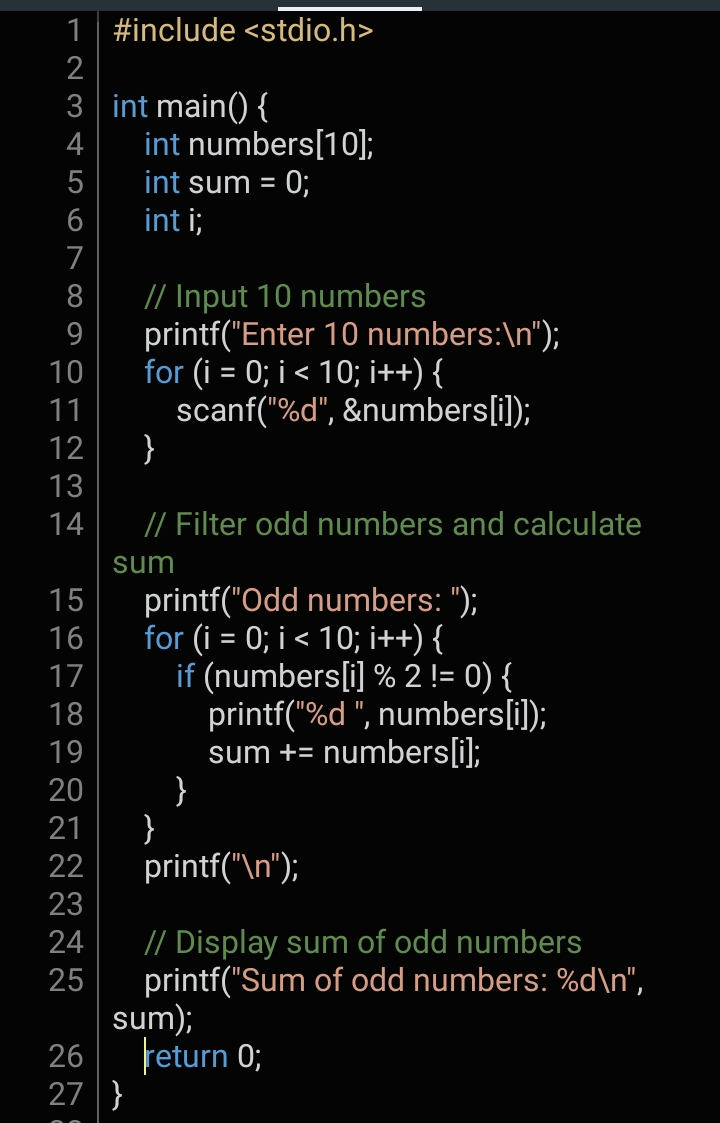 1 #include <stdio.h>
2
3 int main() {
4 int numbers[10];
5 int sum = 0;
6 int i;
7
8 // Input 10 numbers
9 printf("Enter 10 numbers:\n");
10 for (i = 0; i < 10; i++) {
11 scanf("%d", &numbers[i]);
12 }
13
14 // Filter odd numbers and calculate
sum
15 printf("Odd numbers: ");
16 for (i = 0; i < 10; i++) {
17 if (numbers[i] % 2 != 0) {
18 printf("%d ", numbers[i]);
19 sum += numbers[i];
20 }
21 }
22 printf("\n");
23
24 // Display sum of odd numbers
25 printf("Sum of odd numbers: %d\n",
sum);
26 return 0;
27 }